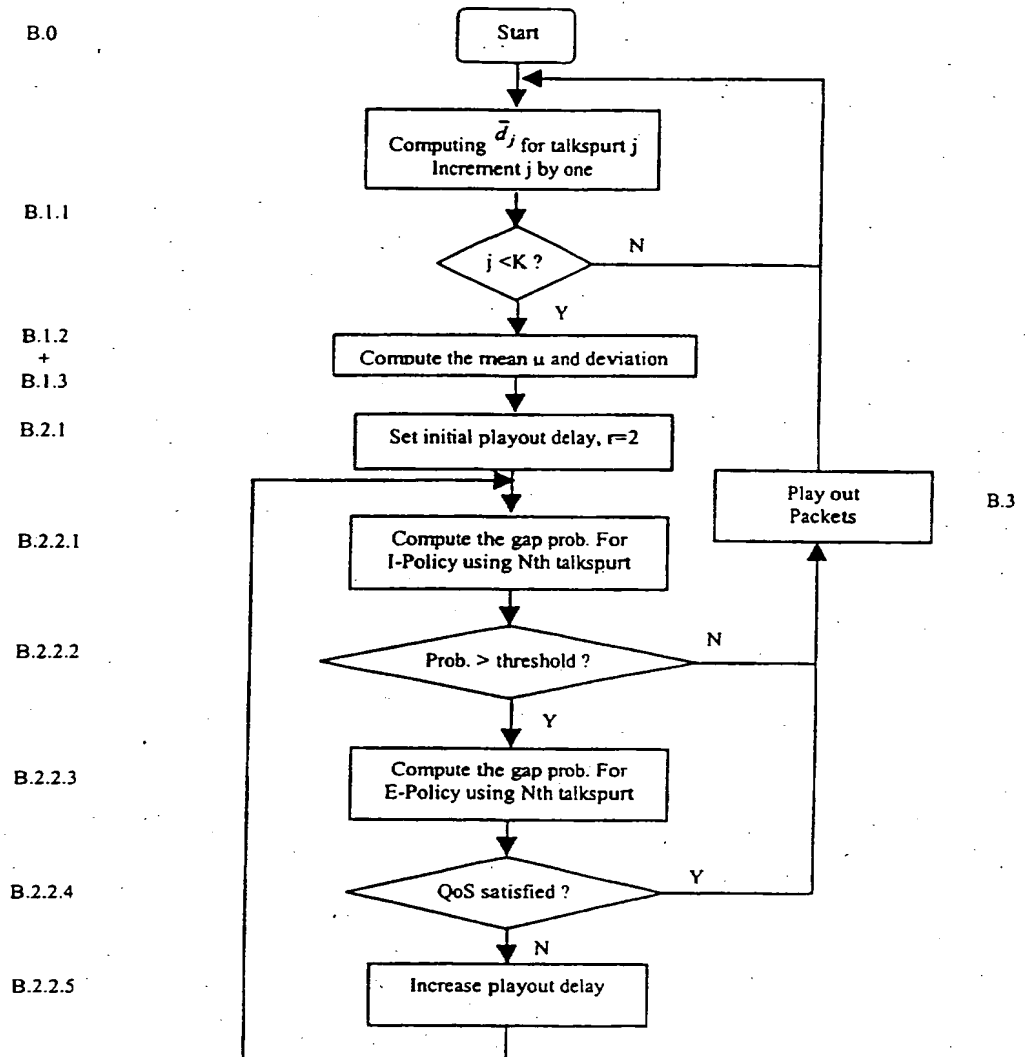 B.0
Start
Computing d̄j for talkspurt j
Increment j by one
B.1.1
j <K ?
N
Y
B.1.2
+
B.1.3
Compute the mean μ and deviation
B.2.1
Set initial playout delay, r=2
Play out
Packets
B.3
B.2.2.1
Compute the gap prob. For
I-Policy using Nth talkspurt
B.2.2.2
Prob. > threshold ?
N
Y
B.2.2.3
Compute the gap prob. For
E-Policy using Nth talkspurt
B.2.2.4
QoS satisfied ?
Y
N
B.2.2.5
Increase playout delay